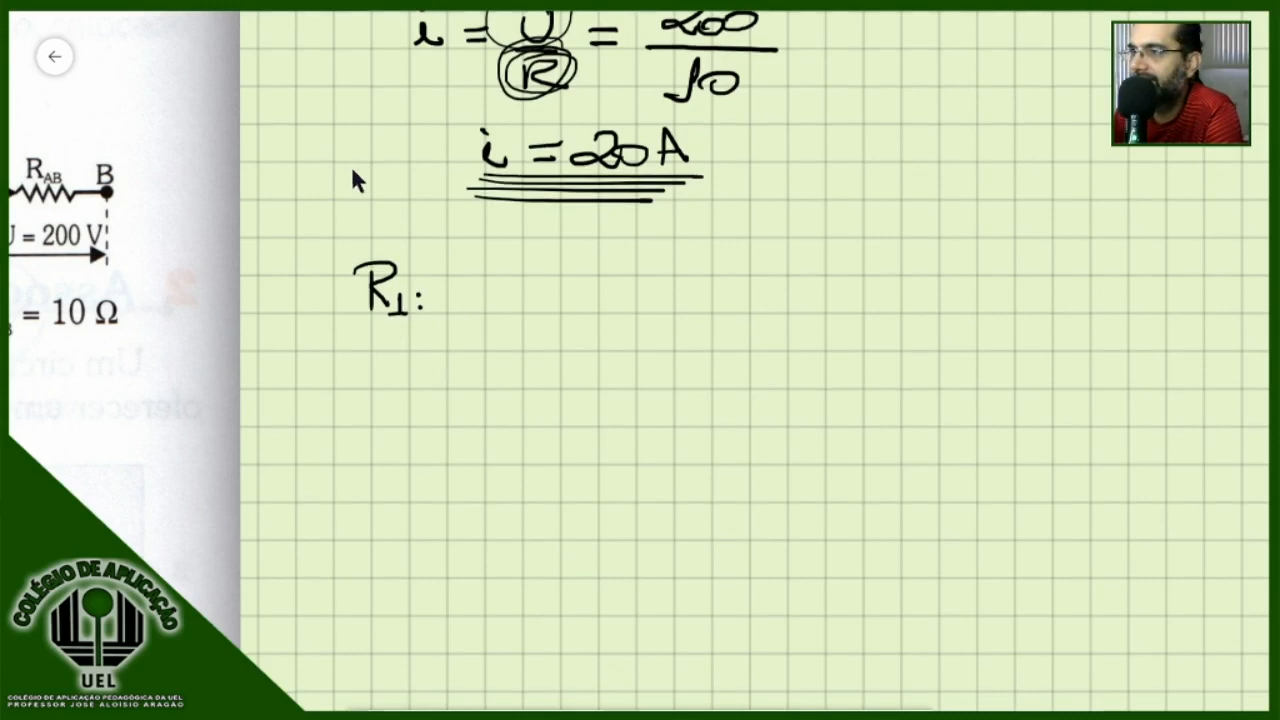 i = U/R = 200/10
i = 20 A
R1:
R_AB B
U = 200 V
= 10 Ω
COLÉGIO DE APLICAÇÃO
UEL
COLÉGIO DE APLICAÇÃO PEDAGÓGICA DA UEL
PROFESSOR JOSÉ ALOÍSIO ARAGÃO